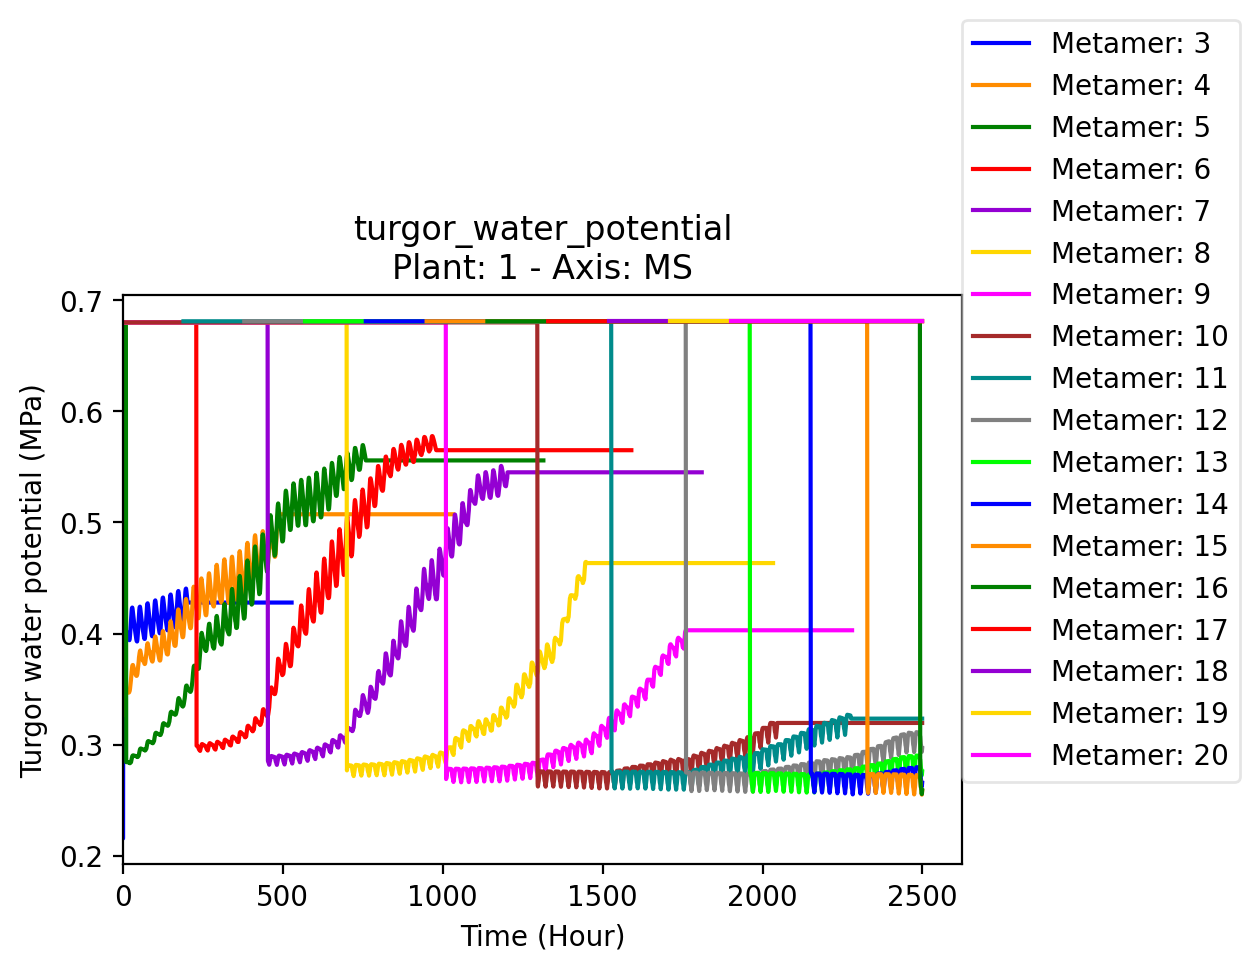 turgor_water_potential
Plant: 1 - Axis: MS
Turgor water potential (MPa)
0.7
0.6
0.5
0.4
0.3
0.2
0
500
1000
1500
2000
2500
Time (Hour)
Metamer: 3
Metamer: 4
Metamer: 5
Metamer: 6
Metamer: 7
Metamer: 8
Metamer: 9
Metamer: 10
Metamer: 11
Metamer: 12
Metamer: 13
Metamer: 14
Metamer: 15
Metamer: 16
Metamer: 17
Metamer: 18
Metamer: 19
Metamer: 20